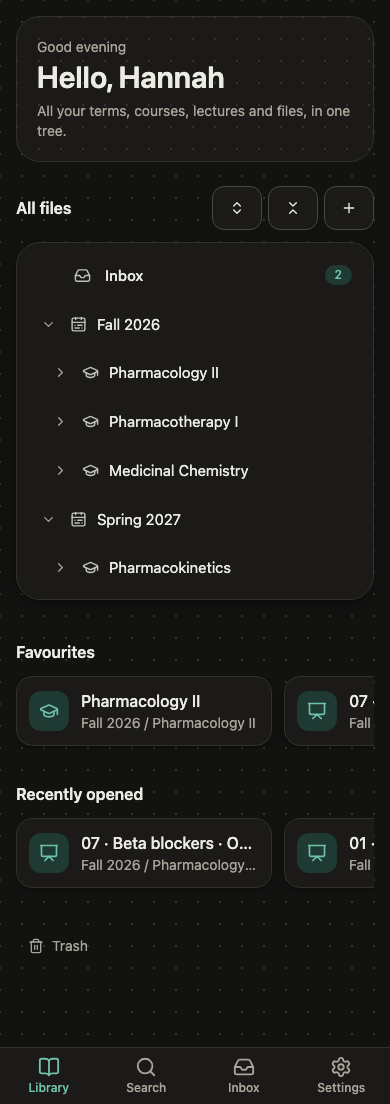 Good evening
Hello, Hannah
All your terms, courses, lectures and files, in one
tree.
All files
Inbox
2
Fall 2026
Pharmacology II
Pharmacotherapy I
Medicinal Chemistry
Spring 2027
Pharmacokinetics
Favourites
Pharmacology II
Fall 2026 / Pharmacology II
07 ·
Fall
Recently opened
07 · Beta blockers · O...
Fall 2026 / Pharmacology...
01 ·
Fall
Trash
Library
Search
Inbox
Settings